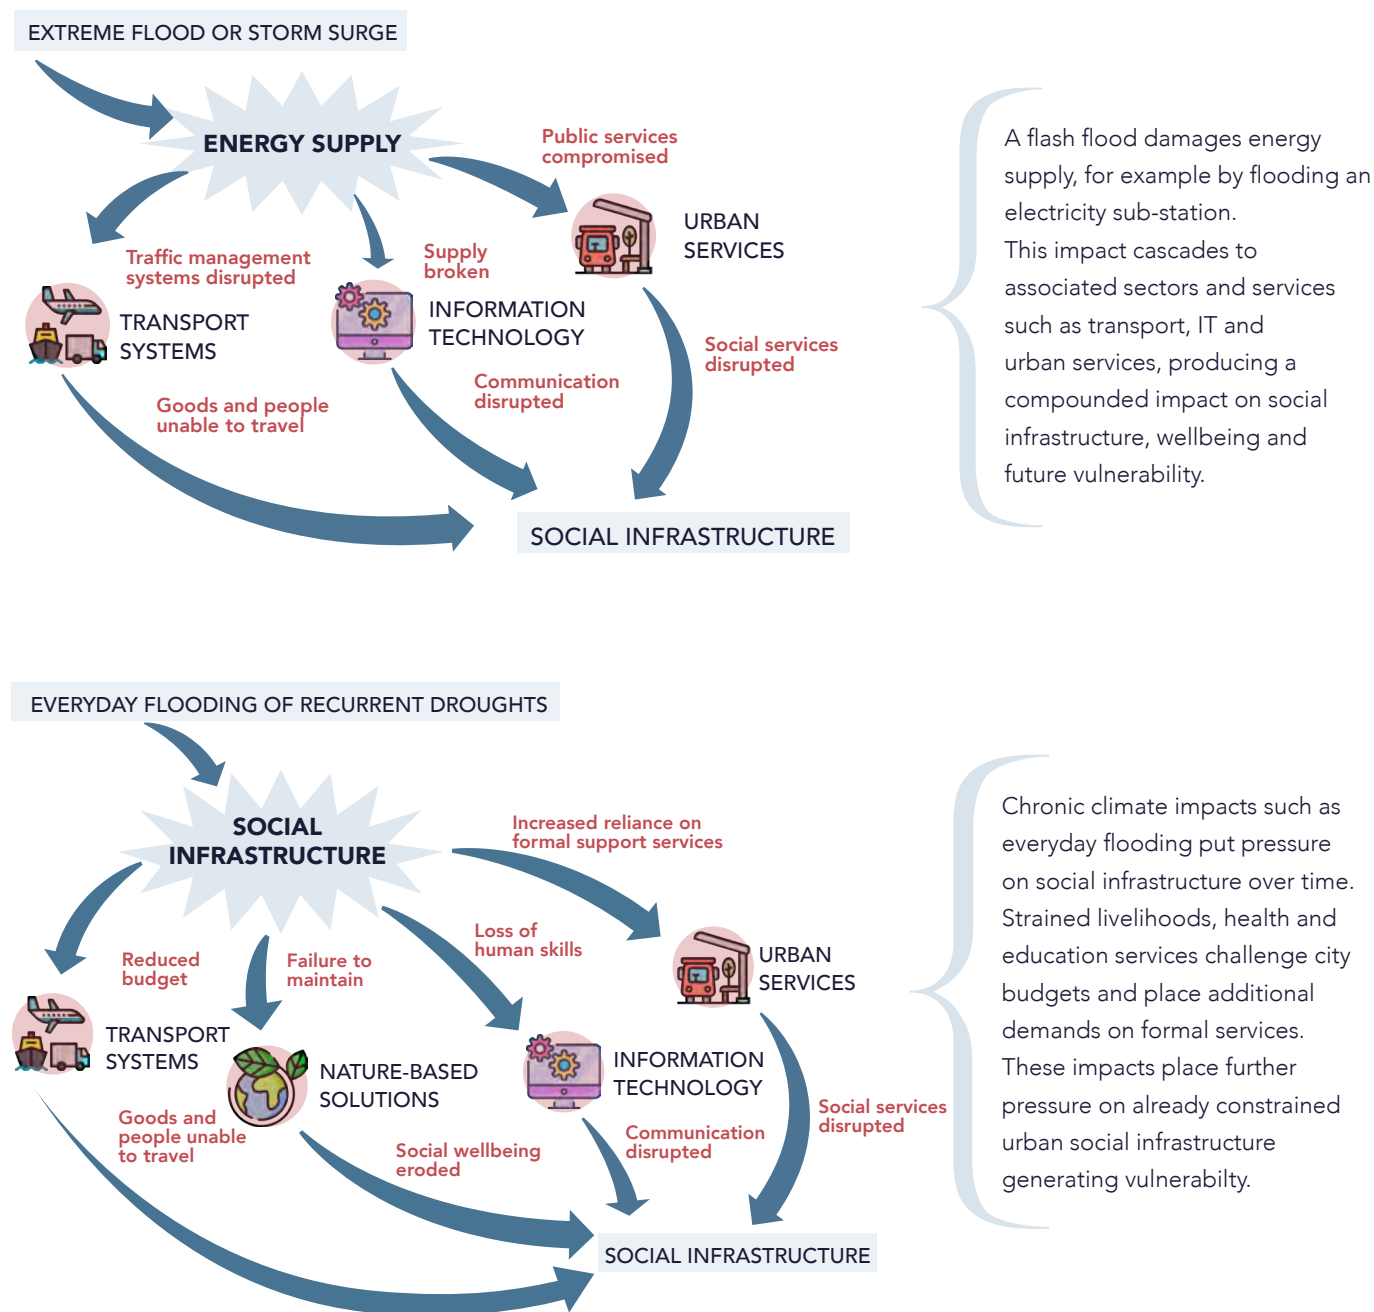 EXTREME FLOOD OR STORM SURGE
ENERGY SUPPLY
Public services
compromised
URBAN
SERVICES
Traffic management
systems disrupted
Supply
broken
TRANSPORT
SYSTEMS
INFORMATION
TECHNOLOGY
Social services
disrupted
Communication
disrupted
Goods and people
unable to travel
SOCIAL INFRASTRUCTURE
A flash flood damages energy
supply, for example by flooding an
electricity sub-station.
This impact cascades to
associated sectors and services
such as transport, IT and
urban services, producing a
compounded impact on social
infrastructure, wellbeing and
future vulnerability.
EVERYDAY FLOODING OF RECURRENT DROUGHTS
SOCIAL
INFRASTRUCTURE
Increased reliance on
formal support services
Loss of
human skills
Reduced
budget
Failure to
maintain
URBAN
SERVICES
TRANSPORT
SYSTEMS
NATURE-BASED
SOLUTIONS
INFORMATION
TECHNOLOGY
Goods and
people unable
to travel
Social wellbeing
eroded
Communication
disrupted
Social services
disrupted
SOCIAL INFRASTRUCTURE
Chronic climate impacts such as
everyday flooding put pressure
on social infrastructure over time.
Strained livelihoods, health and
education services challenge city
budgets and place additional
demands on formal services.
These impacts place further
pressure on already constrained
urban social infrastructure
generating vulnerabilty.